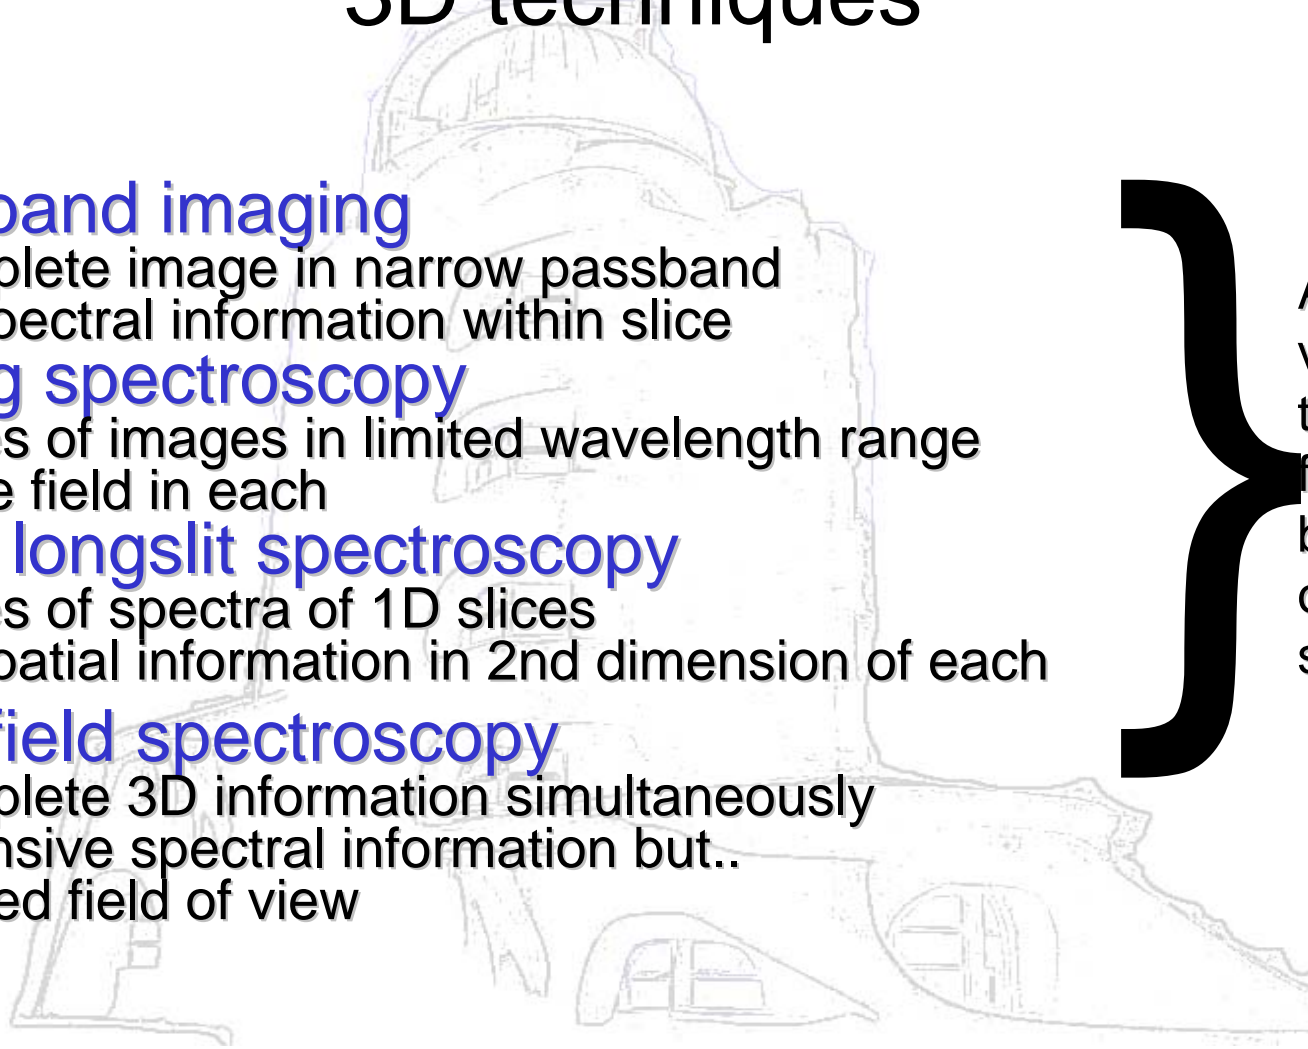 3D techniques
band imaging
plete image in narrow passband
pectral information within slice
g spectroscopy
es of images in limited wavelength range
e field in each
longslit spectroscopy
es of spectra of 1D slices
patial information in 2nd dimension of each
field spectroscopy
plete 3D information simultaneously
nsive spectral information but..
ed field of view
}